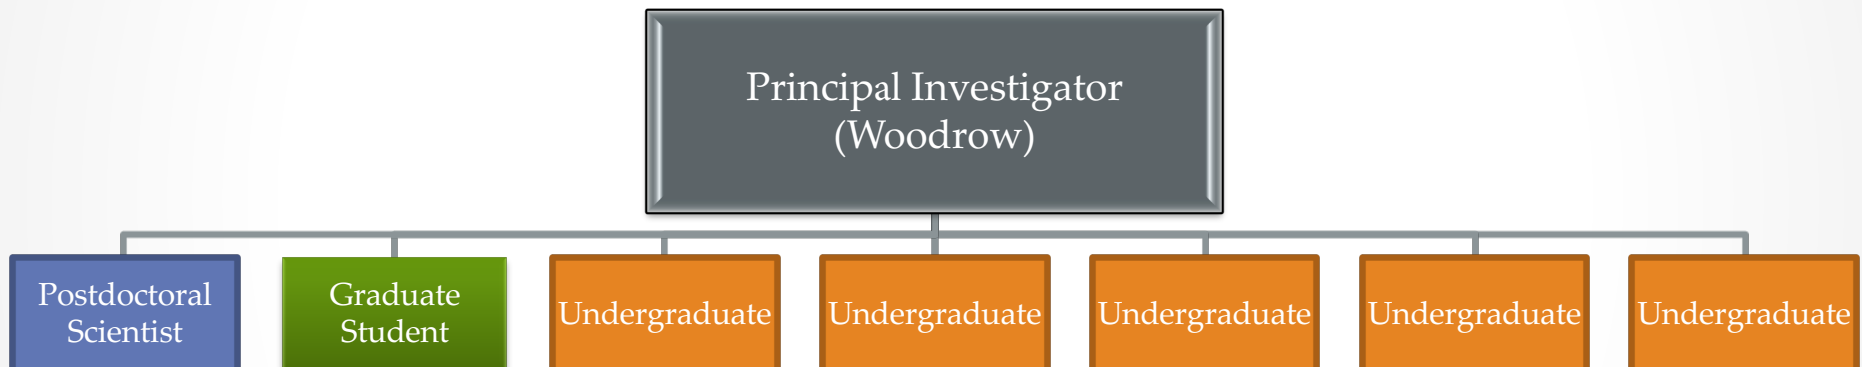 Principal Investigator
(Woodrow)
Postdoctoral
Scientist
Graduate
Student
Undergraduate
Undergraduate
Undergraduate
Undergraduate
Undergraduate